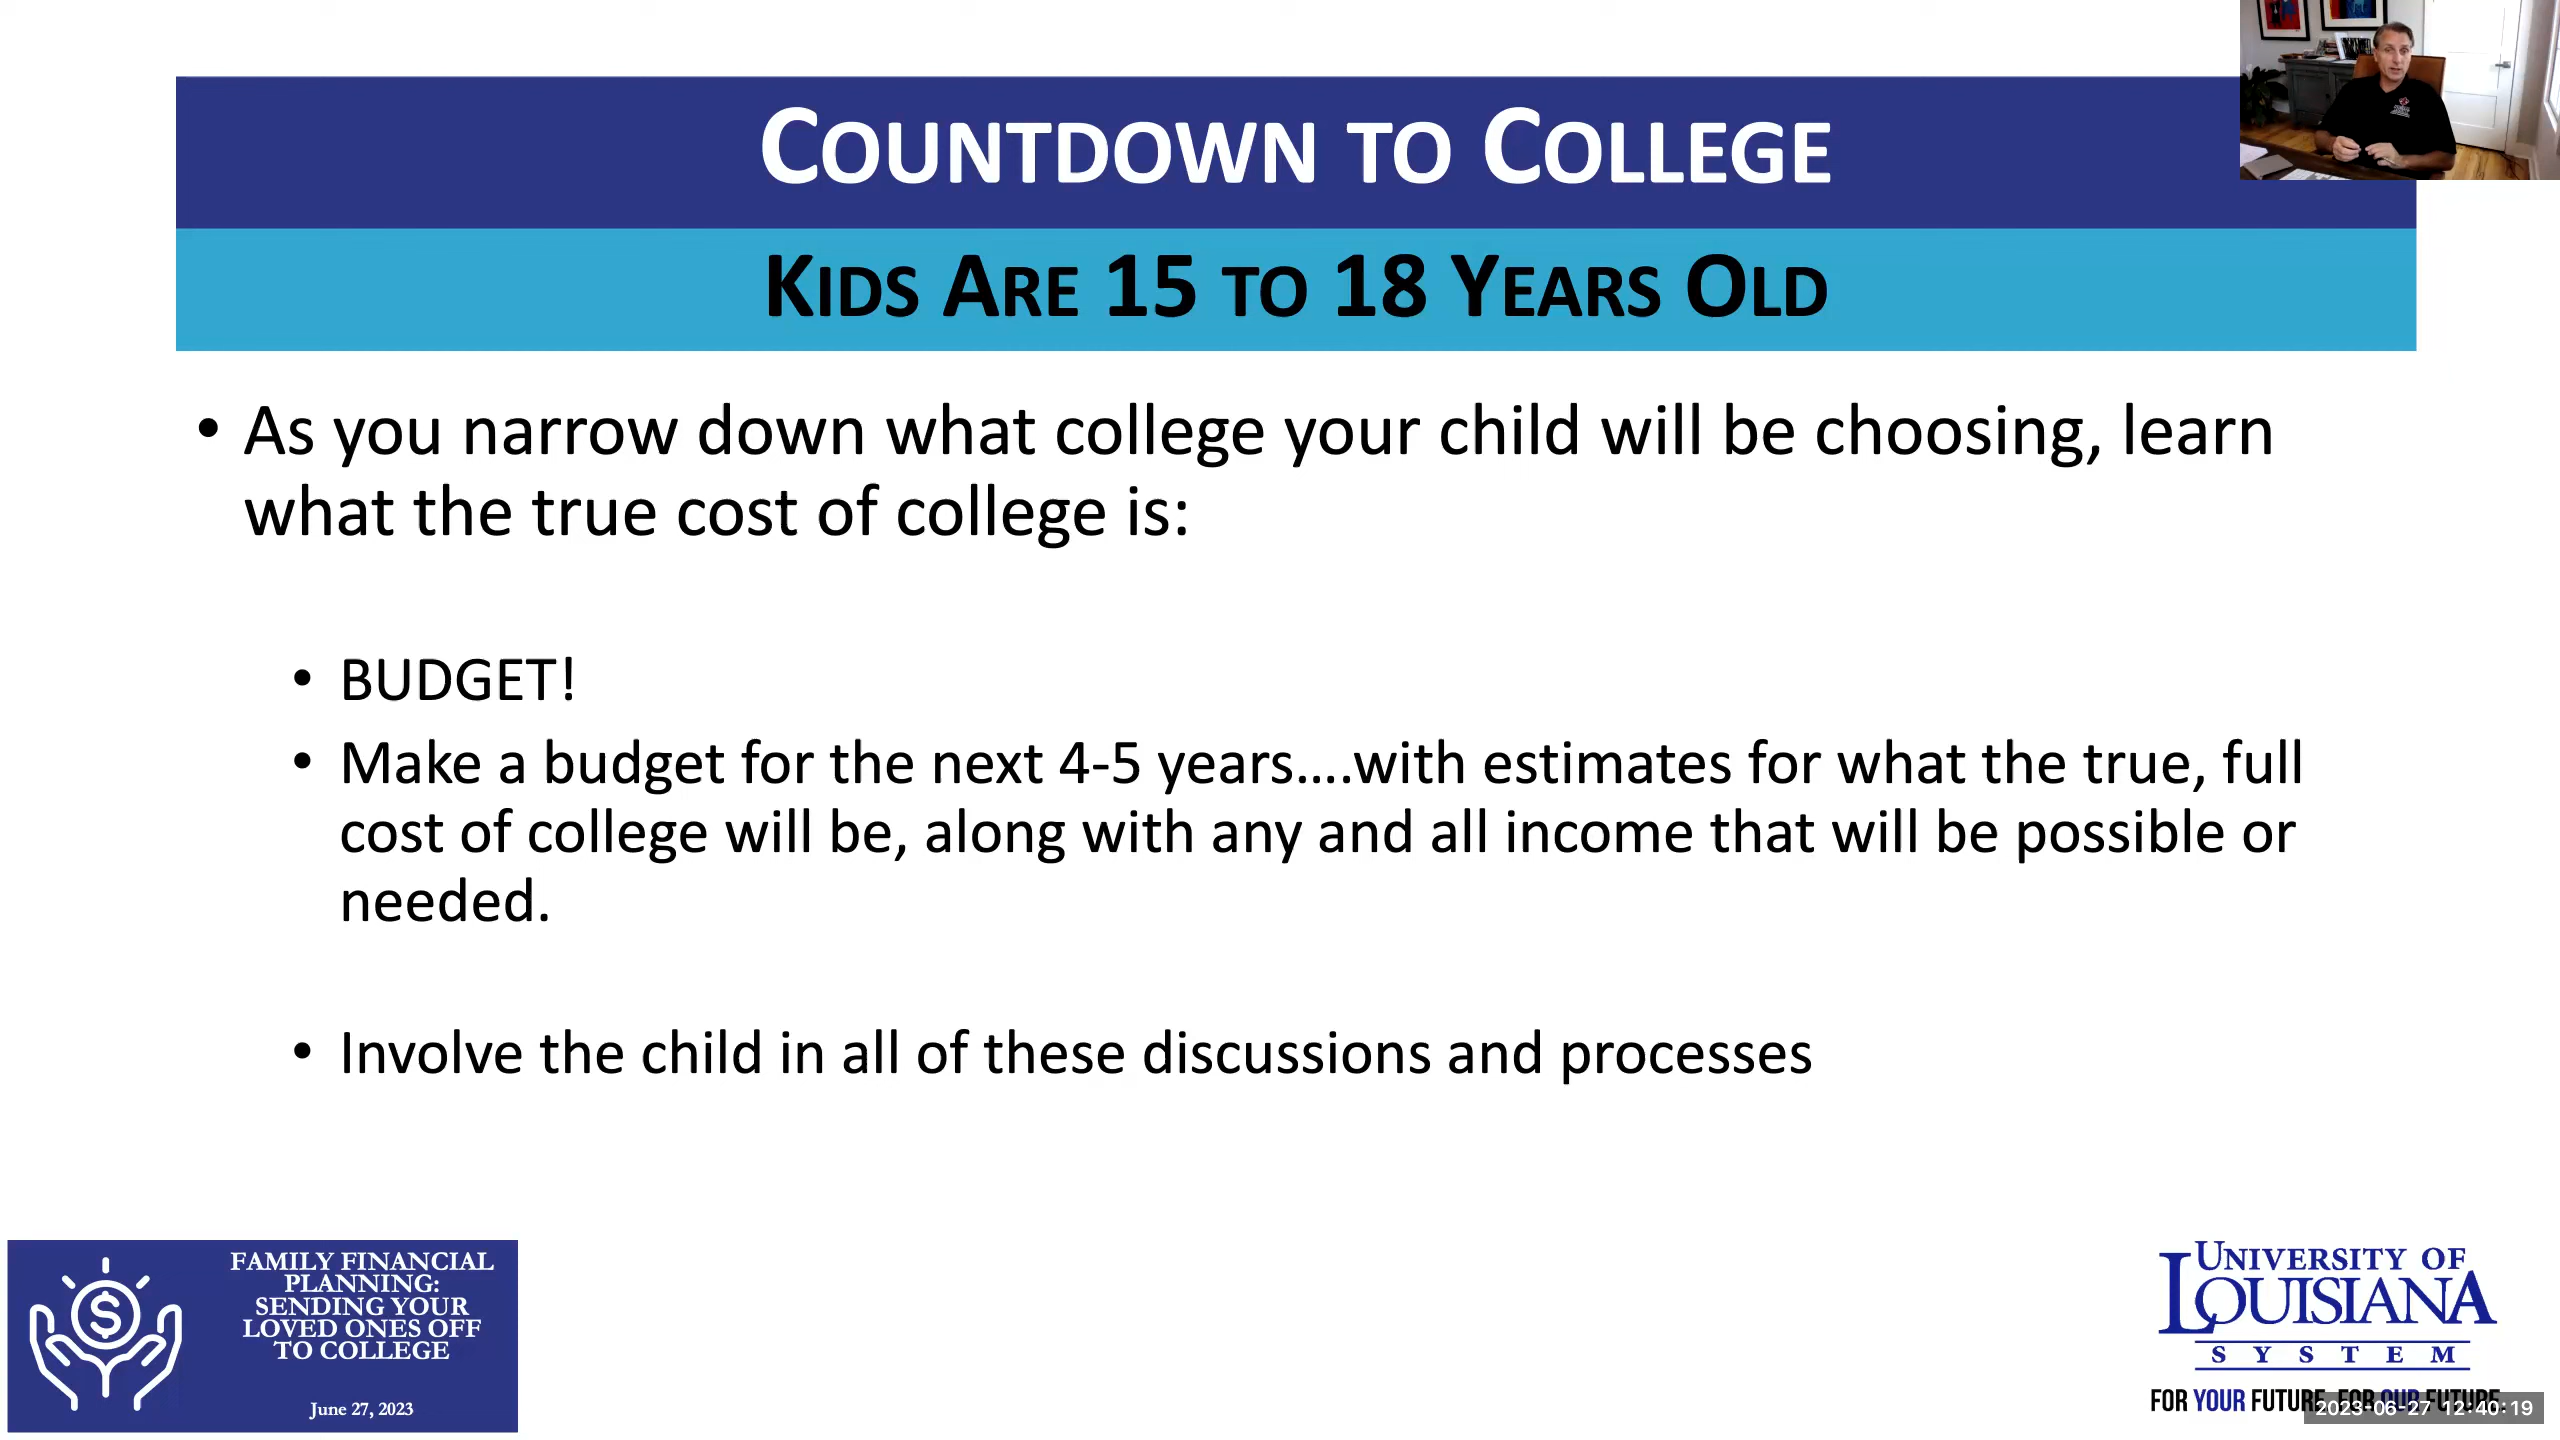 COUNTDOWN TO COLLEGE
KIDS ARE 15 TO 18 YEARS OLD
• As you narrow down what college your child will be choosing, learn
what the true cost of college is:
• BUDGET!
• Make a budget for the next 4-5 years....with estimates for what the true, full
cost of college will be, along with any and all income that will be possible or
needed.
• Involve the child in all of these discussions and processes
FAMILY FINANCIAL
PLANNING:
SENDING YOUR
LOVED ONES OFF
TO COLLEGE
June 27, 2023
UNIVERSITY OF
LOUISIANA
SYSTEM
FOR YOUR FUTURE. FOR OUR FUTURE.
2023-06-27 12:40:19